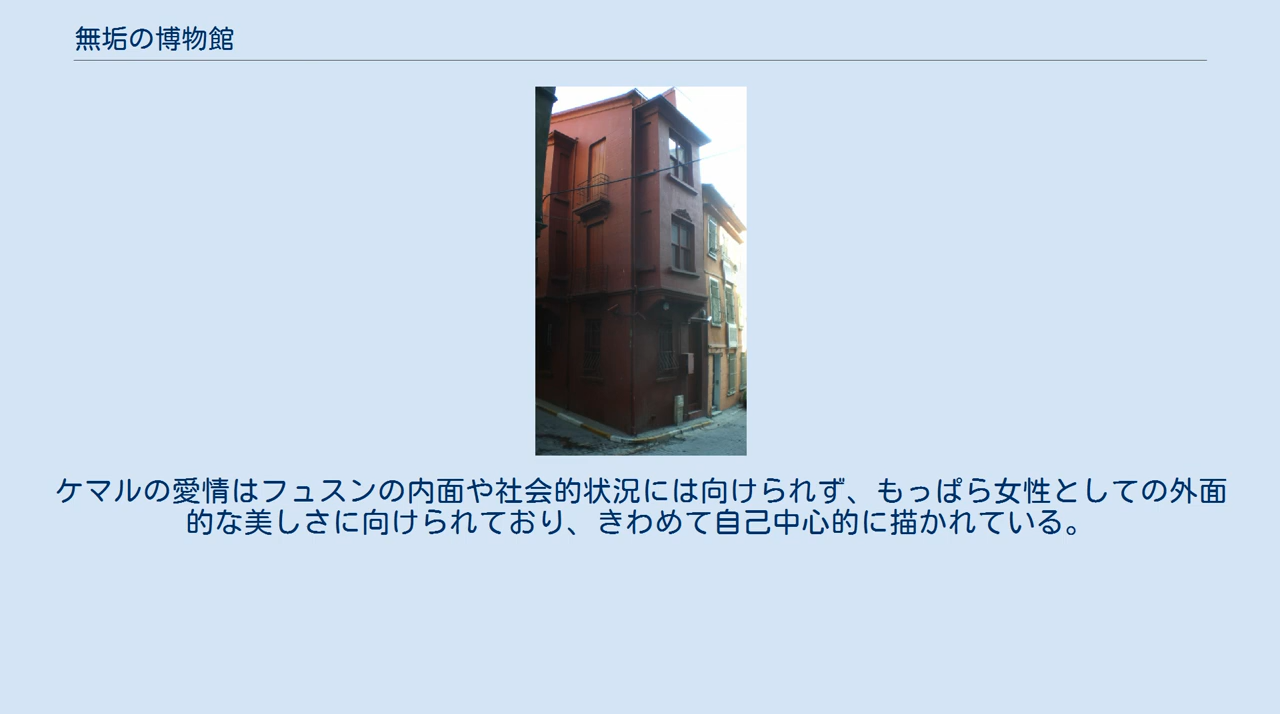 無垢の博物館
ケマルの愛情はフュスンの内面や社会的状況には向けられず、もっぱら女性としての外面
的な美しさに向けられており、きわめて自己中心的に描かれている。